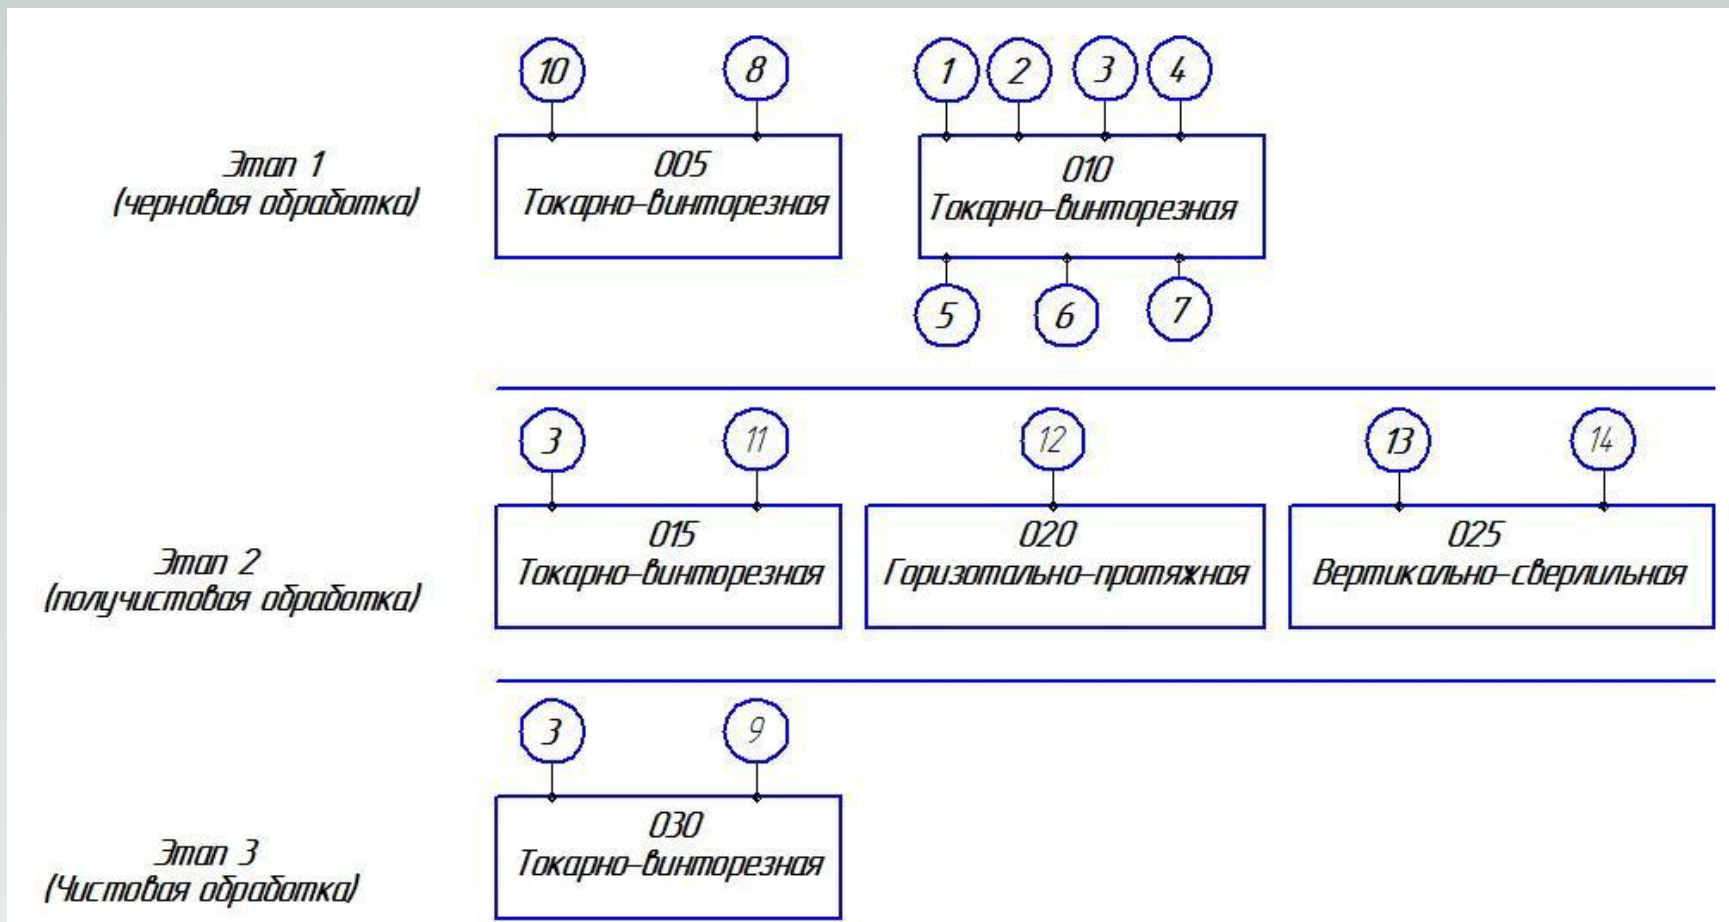 10 8 1 2 3 4
Этап 1
(черновая обработка)
005
Токарно-винторезная
010
Токарно-винторезная
5 6 7
3 11 12 13 14
Этап 2
(получистовая обработка)
015
Токарно-винторезная
020
Горизотально-протяжная
025
Вертикально-сверлильная
3 9
Этап 3
(Чистовая обработка)
030
Токарно-винторезная